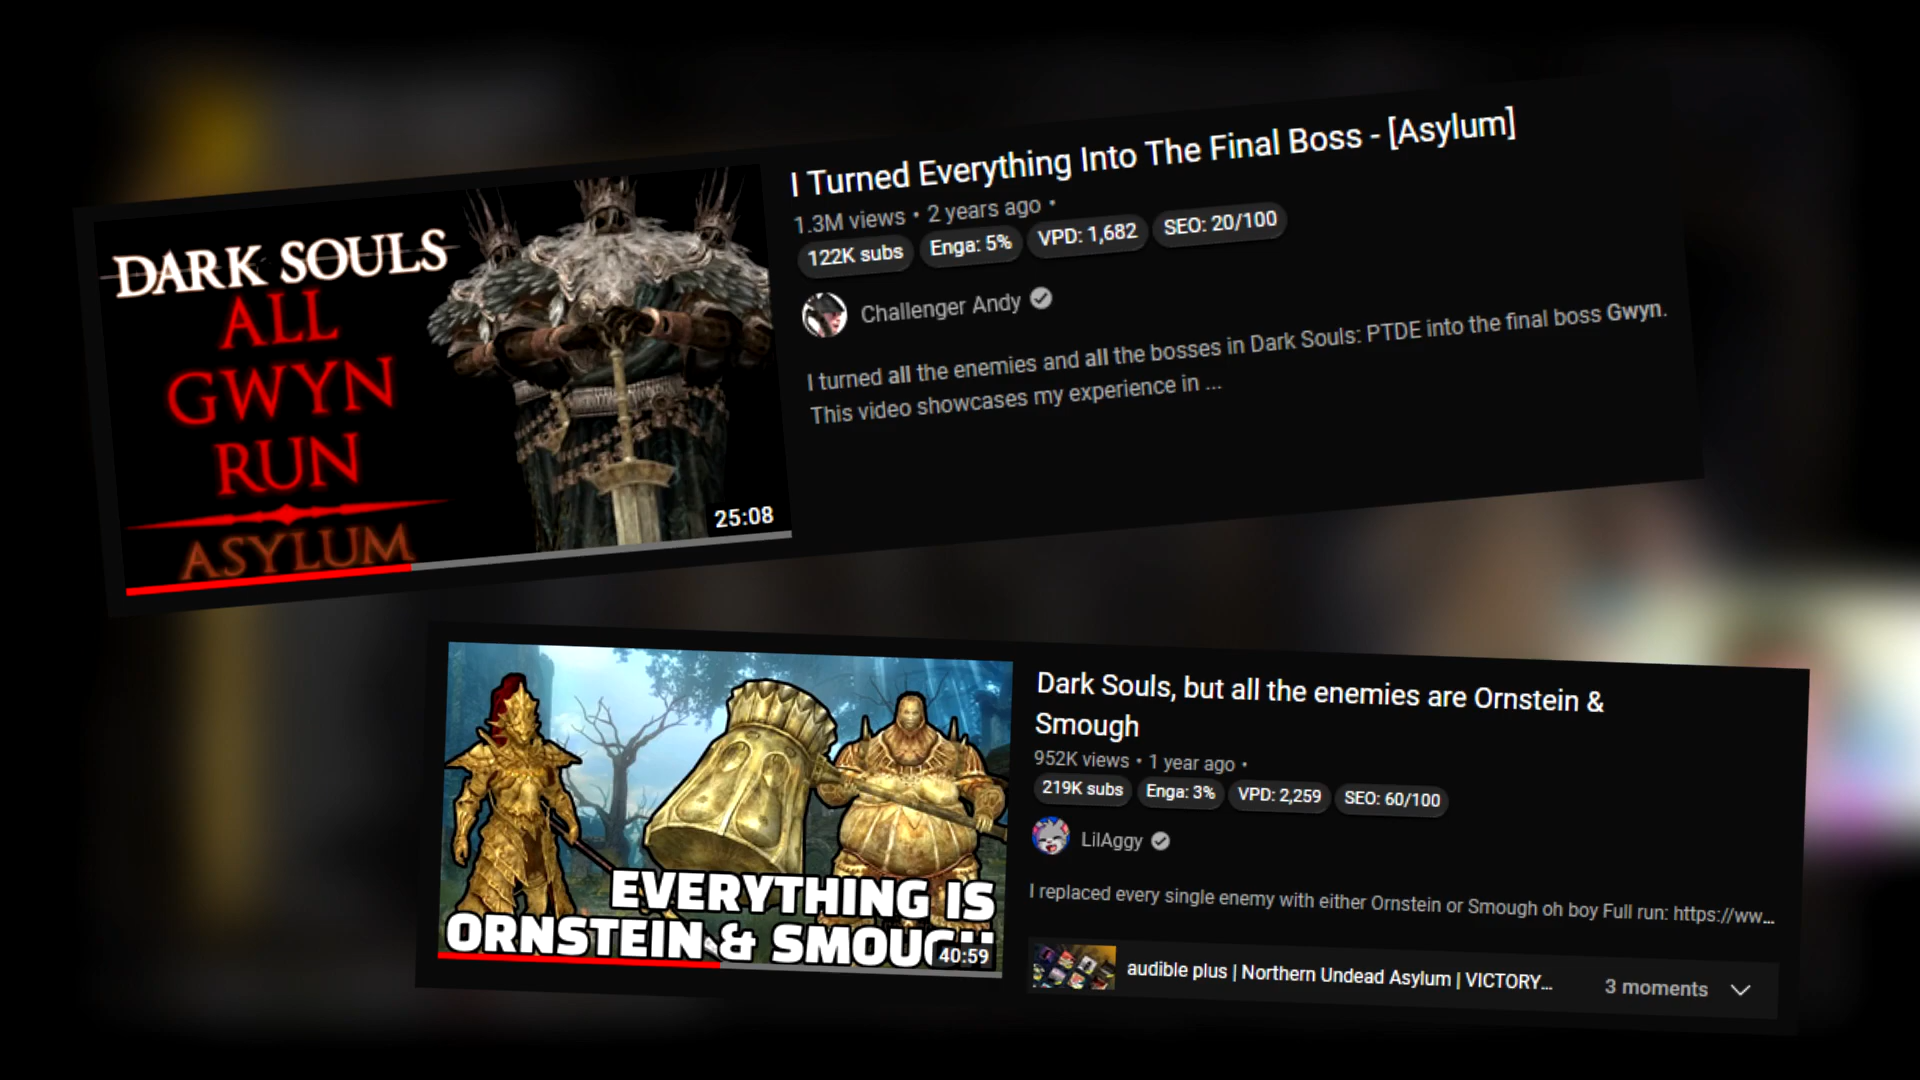 I Turned Everything Into The Final Boss - [Asylum]
1.3M views • 2 years ago •
122K subs Enga: 5% VPD: 1,682 SEO: 20/100
Challenger Andy
I turned all the enemies and all the bosses in Dark Souls: PTDE into the final boss Gwyn.
This video showcases my experience in ...
DARK SOULS
ALL
GWYN
RUN
ASYLUM
25:08
Dark Souls, but all the enemies are Ornstein &
Smough
952K views • 1 year ago •
219K subs Enga: 3% VPD: 2,259 SEO: 60/100
LilAggy
I replaced every single enemy with either Ornstein or Smough oh boy Full run: https://ww...
audible plus | Northern Undead Asylum | VICTORY...
3 moments
EVERYTHING IS
ORNSTEIN & SMOUGH
40:59